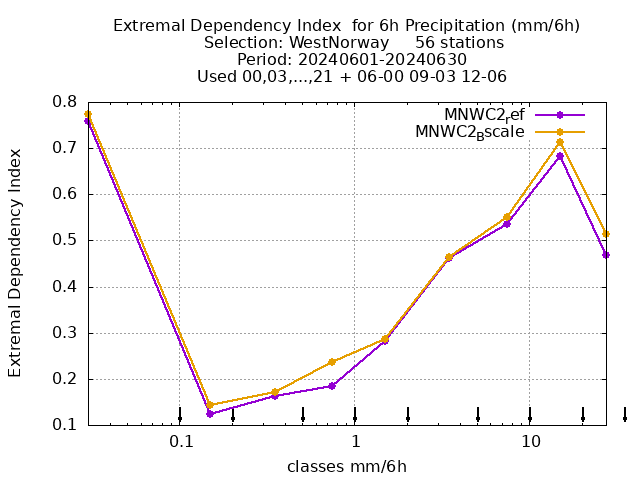 Extremal Dependency Index  for 6h Precipitation (mm/6h)
Selection: WestNorway     56 stations
Period: 20240601-20240630
Used 00,03,...,21 + 06-00 09-03 12-06
MNWC2_ref
MNWC2_Bscale
0.8
0.7
0.6
0.5
0.4
0.3
0.2
0.1
Extremal Dependency Index
0.1 1 10
classes mm/6h